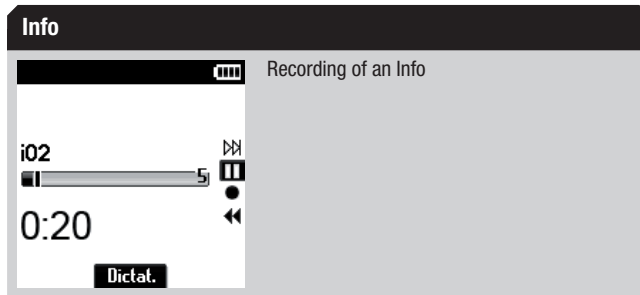 Info
Recording of an Info
i02
5
0:20
Dictat.